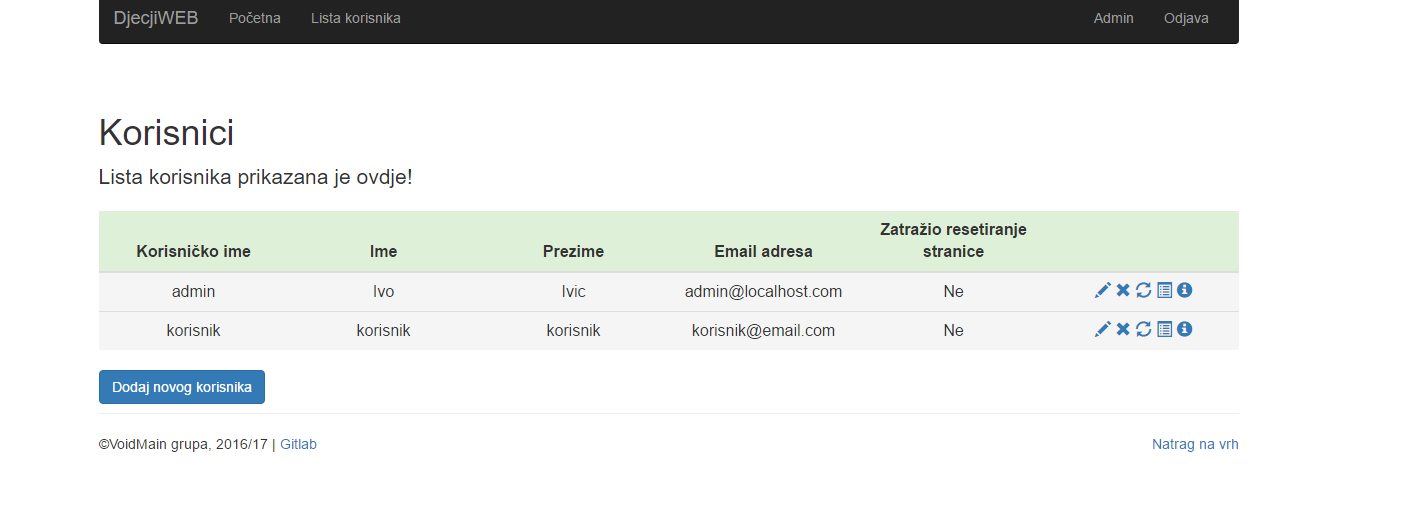 DjecjiWEB Početna Lista korisnika Admin Odjava
Korisnici
Lista korisnika prikazana je ovdje!
Korisničko ime Ime Prezime Email adresa Zatražio resetiranje
stranice
admin Ivo Ivic admin@localhost.com Ne
korisnik korisnik korisnik korisnik@email.com Ne
Dodaj novog korisnika
©VoidMain grupa, 2016/17 | Gitlab Natrag na vrh